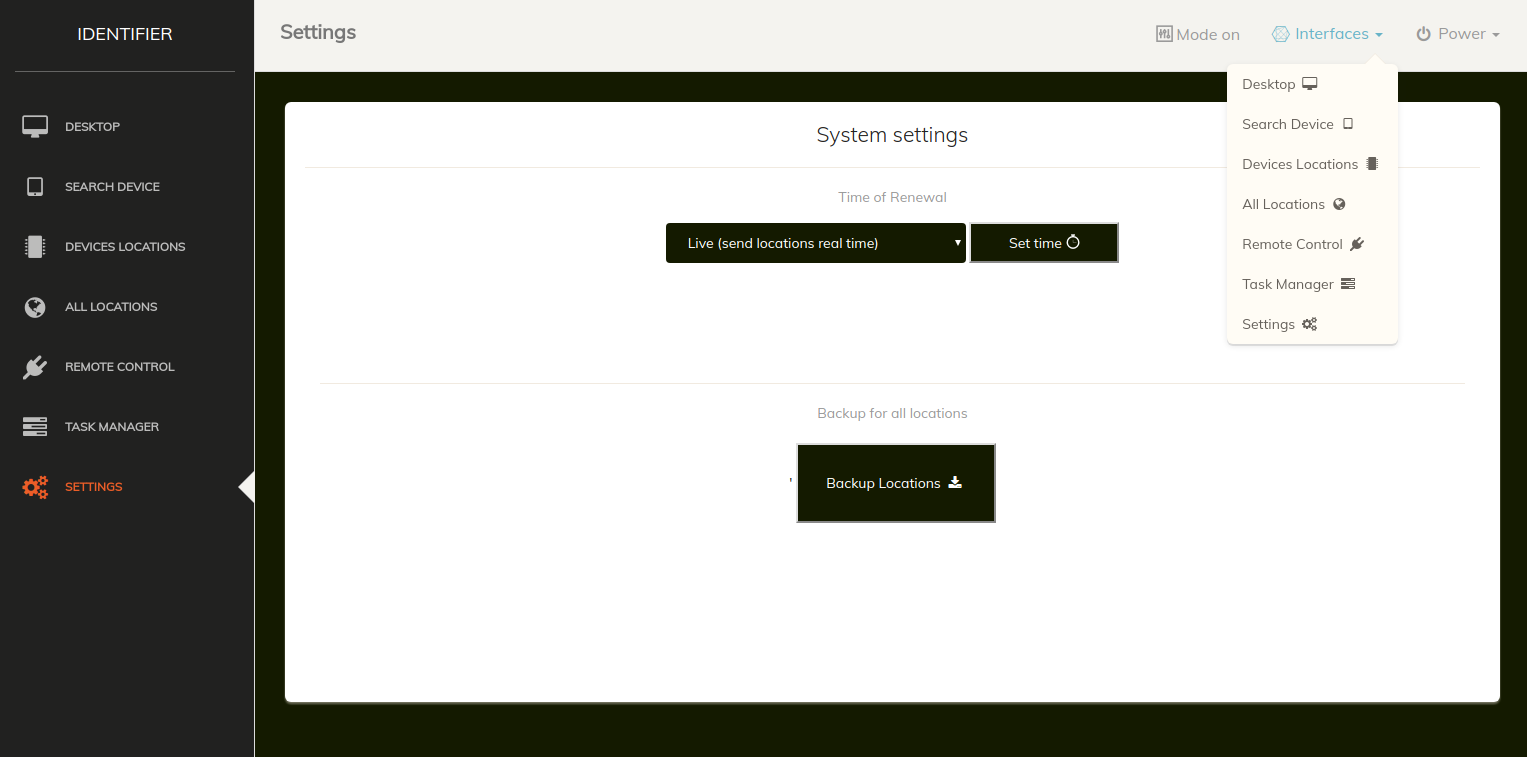 IDENTIFIER
DESKTOP
SEARCH DEVICE
DEVICES LOCATIONS
ALL LOCATIONS
REMOTE CONTROL
TASK MANAGER
SETTINGS
Settings
Mode on
Interfaces
Power
Desktop
Search Device
Devices Locations
All Locations
Remote Control
Task Manager
Settings
System settings
Time of Renewal
Live (send locations real time)
Set time
Backup for all locations
' Backup Locations